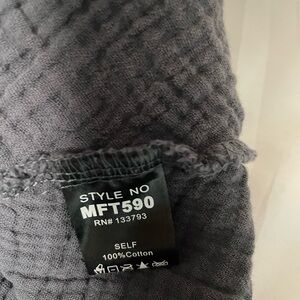 STYLE NO
MFT590
RN# 133793
SELF
100%Cotton